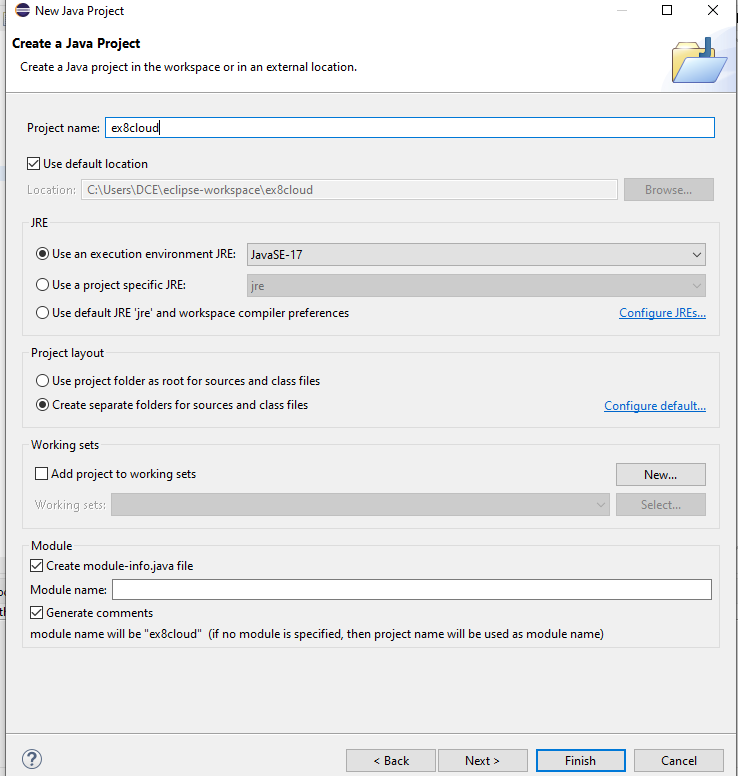 New Java Project
Create a Java Project
Create a Java project in the workspace or in an external location.
Project name: ex8cloud
Use default location
Location: C:\Users\DCE\eclipse-workspace\ex8cloud Browse...
JRE
Use an execution environment JRE: JavaSE-17
Use a project specific JRE: jre
Use default JRE 'jre' and workspace compiler preferences Configure JREs...
Project layout
Use project folder as root for sources and class files
Create separate folders for sources and class files Configure default...
Working sets
Add project to working sets New...
Working sets: Select...
Module
Create module-info.java file
Module name:
Generate comments
module name will be "ex8cloud" (if no module is specified, then project name will be used as module name)
? < Back Next > Finish Cancel